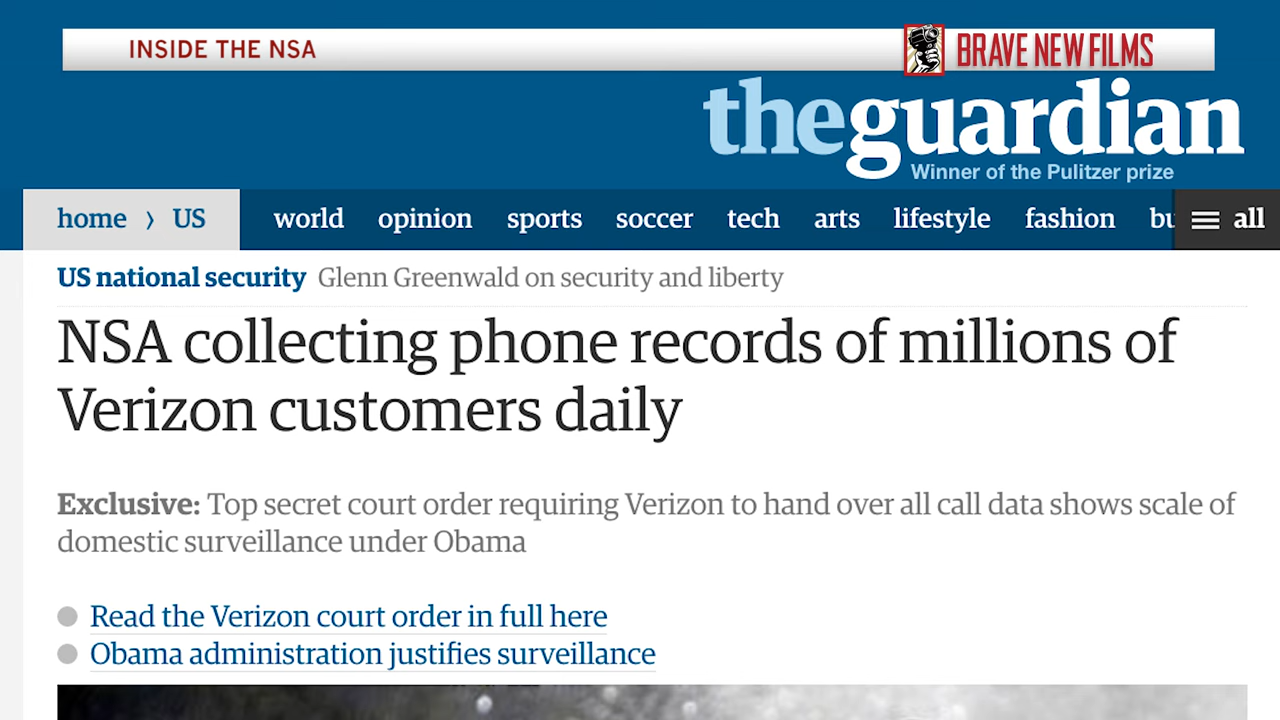 INSIDE THE NSA
BRAVE NEW FILMS
theguardian
Winner of the Pulitzer prize
home › US world opinion sports soccer tech arts lifestyle fashion bu all
US national security Glenn Greenwald on security and liberty
NSA collecting phone records of millions of
Verizon customers daily
Exclusive: Top secret court order requiring Verizon to hand over all call data shows scale of
domestic surveillance under Obama
Read the Verizon court order in full here
Obama administration justifies surveillance